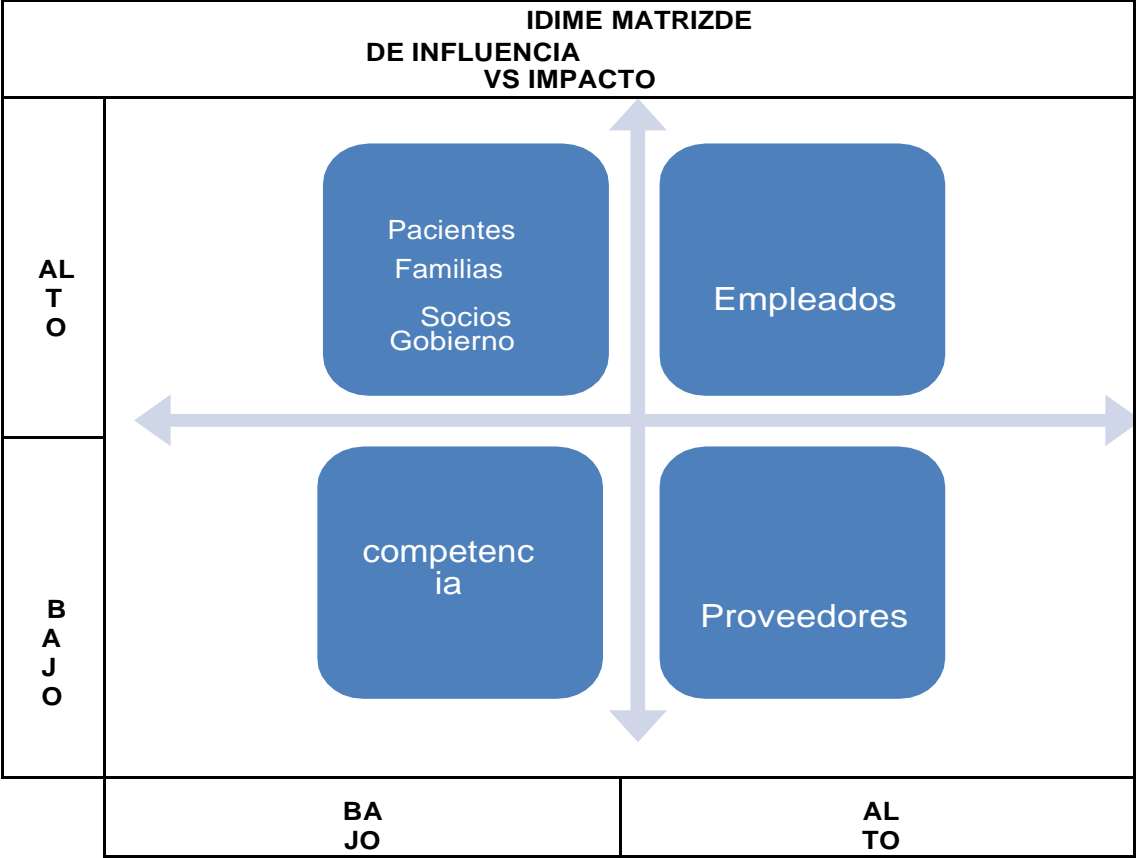 IDIME MATRIZDE
DE INFLUENCIA
VS IMPACTO
AL
T
O
Pacientes
Familias
Socios
Gobierno
Empleados
B
A
J
O
competenc
ia
Proveedores
BA
JO
AL
TO